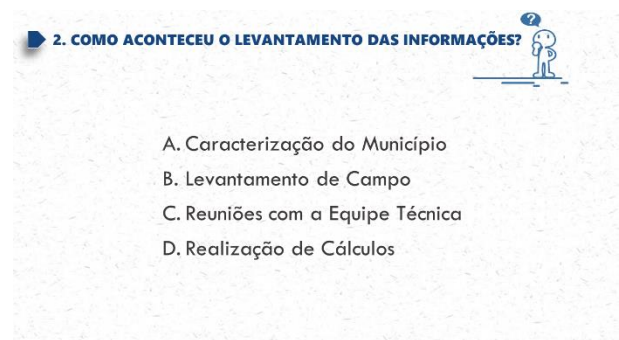 2. COMO ACONTECEU O LEVANTAMENTO DAS INFORMAÇÕES?
?
A. Caracterização do Município
B. Levantamento de Campo
C. Reuniões com a Equipe Técnica
D. Realização de Cálculos